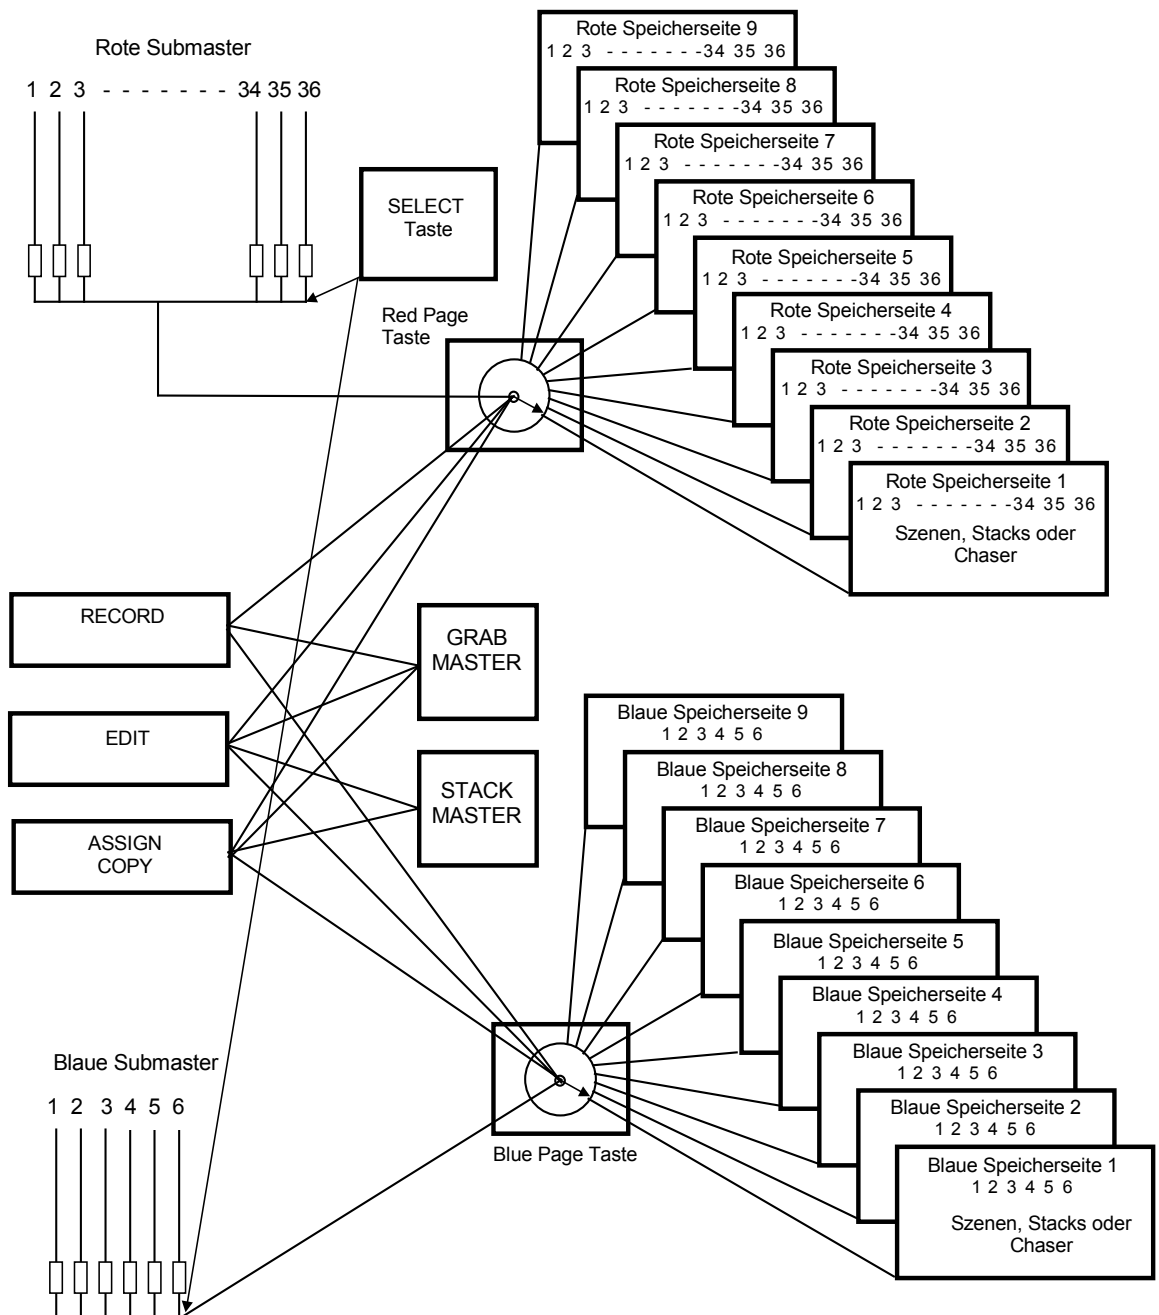 Rote Submaster
1 2 3 - - - - - - - 34 35 36
SELECT
Taste
Red Page
Taste
Rote Speicherseite 9
1 2 3 - - - - - - -34 35 36
Rote Speicherseite 8
1 2 3 - - - - - - -34 35 36
Rote Speicherseite 7
1 2 3 - - - - - - -34 35 36
Rote Speicherseite 6
1 2 3 - - - - - - -34 35 36
Rote Speicherseite 5
1 2 3 - - - - - - -34 35 36
Rote Speicherseite 4
1 2 3 - - - - - - -34 35 36
Rote Speicherseite 3
1 2 3 - - - - - - -34 35 36
Rote Speicherseite 2
1 2 3 - - - - - - -34 35 36
Rote Speicherseite 1
1 2 3 - - - - - - -34 35 36
Szenen, Stacks oder
Chaser
RECORD
EDIT
ASSIGN
COPY
GRAB
MASTER
STACK
MASTER
Blaue Speicherseite 9
1 2 3 4 5 6
Blaue Speicherseite 8
1 2 3 4 5 6
Blaue Speicherseite 7
1 2 3 4 5 6
Blaue Speicherseite 6
1 2 3 4 5 6
Blaue Speicherseite 5
1 2 3 4 5 6
Blaue Speicherseite 4
1 2 3 4 5 6
Blaue Speicherseite 3
1 2 3 4 5 6
Blaue Speicherseite 2
1 2 3 4 5 6
Blaue Speicherseite 1
1 2 3 4 5 6
Szenen, Stacks oder
Chaser
Blaue Submaster
1 2 3 4 5 6
Blue Page Taste